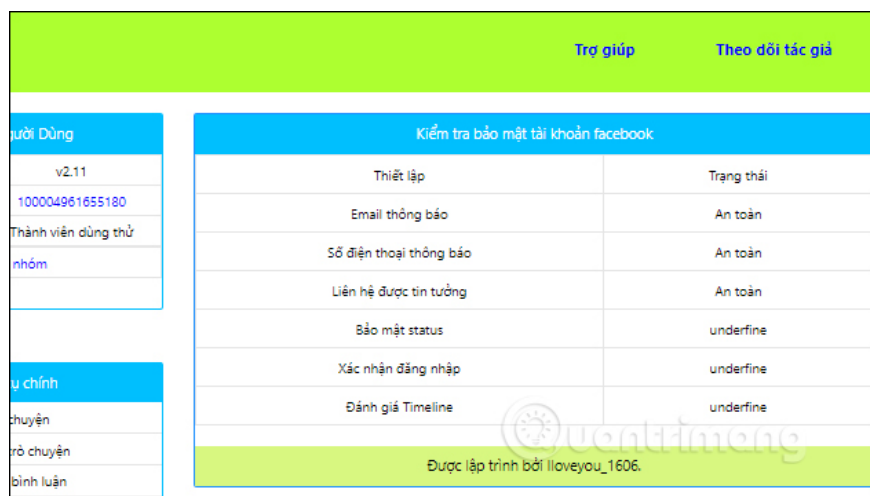 Trợ giúp
Theo dõi tác giả
gười Dùng
v2.11
100004961655180
Thành viên dùng thử
nhóm
ụ chính
chuyện
trò chuyện
bình luận
Kiểm tra bảo mật tài khoản facebook
Thiết lập Trạng thái
Email thông báo An toàn
Số điện thoại thông báo An toàn
Liên hệ được tin tưởng An toàn
Bảo mật status underfine
Xác nhận đăng nhập underfine
Đánh giá Timeline underfine
Quantrimang
Được lập trình bởi Iloveyou_1606.